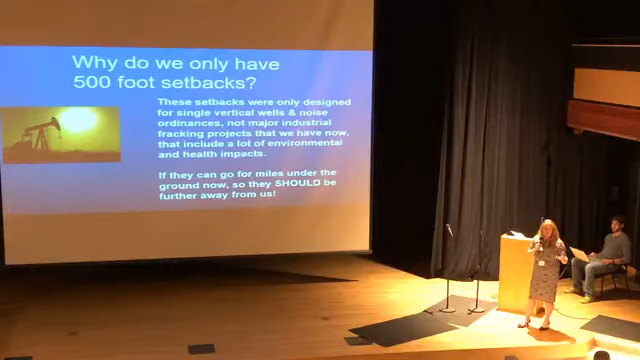 Why do we only have
500 foot setbacks?
These setbacks were only designed
for single vertical wells & noise
ordinances, not major industrial
fracking projects that we have now,
that include a lot of environmental
and health impacts.
If they can go for miles under the
ground now, so they SHOULD be
further away from us!